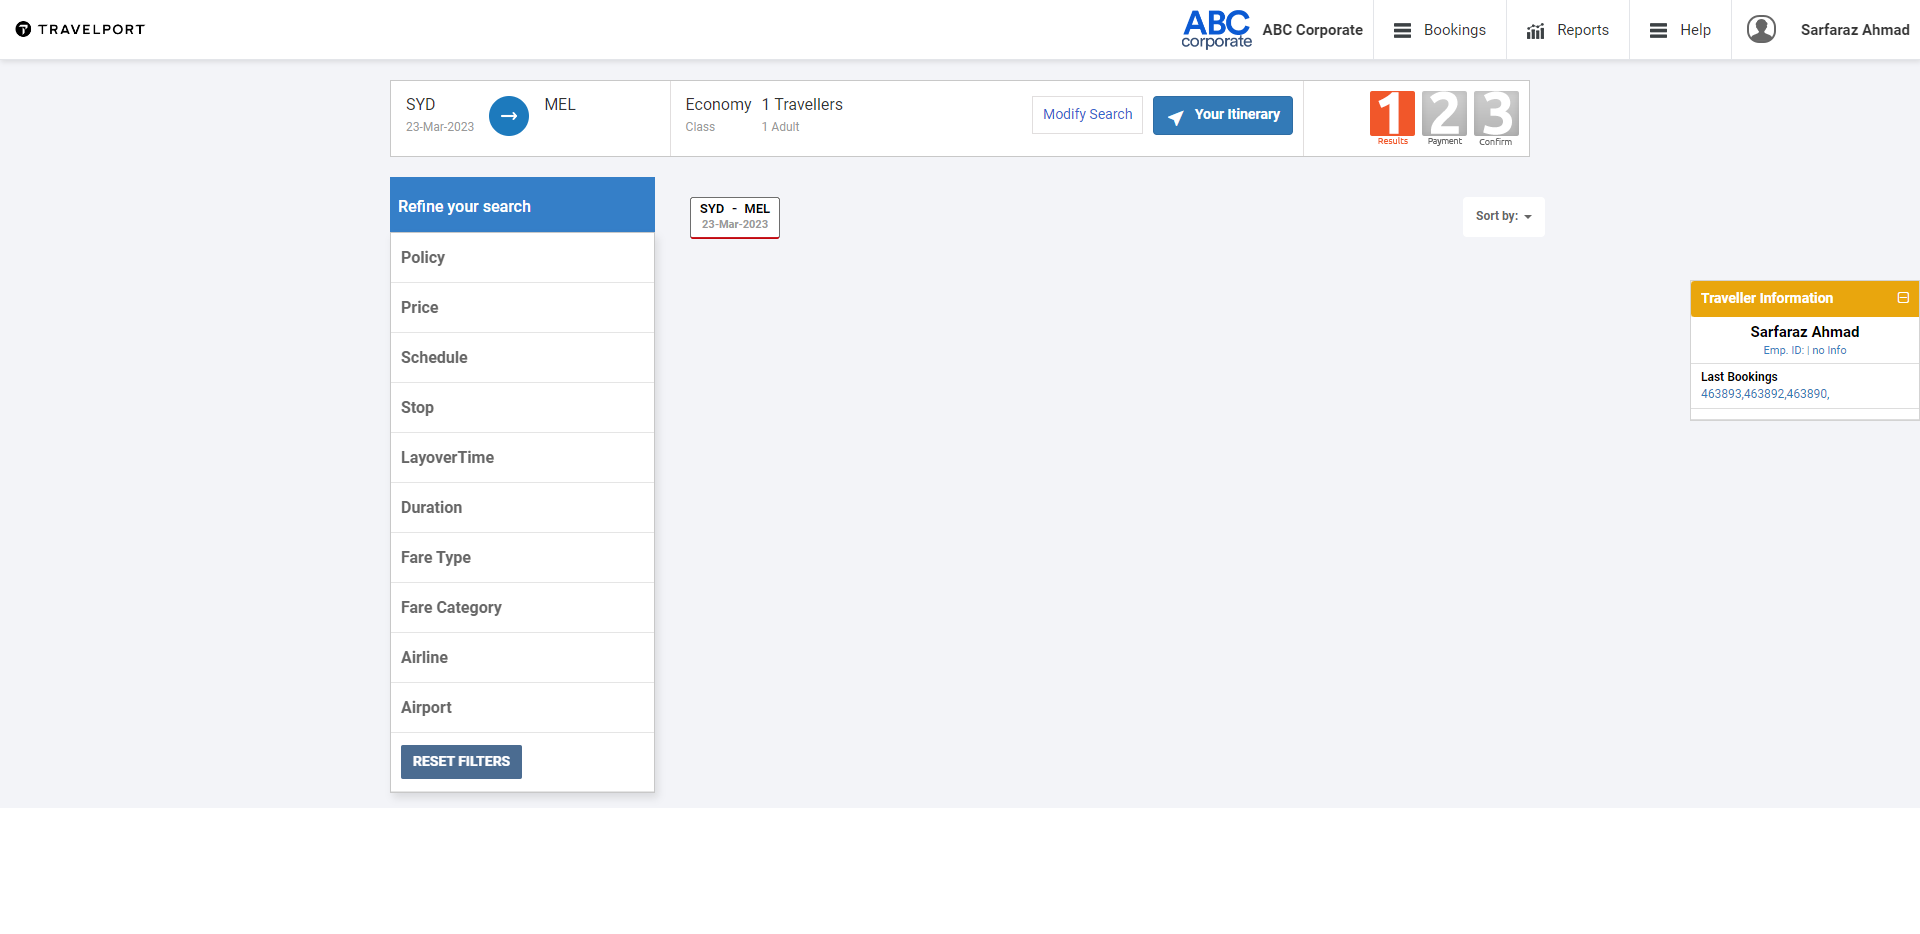 TRAVELPORT
ABC
corporate
ABC Corporate
Bookings
Reports
Help
Sarfaraz Ahmad
SYD
23-Mar-2023
MEL
Economy
Class
1 Travellers
1 Adult
Modify Search
Your Itinerary
1
Results
2
Payment
3
Confirm
Refine your search
Policy
Price
Schedule
Stop
LayoverTime
Duration
Fare Type
Fare Category
Airline
Airport
RESET FILTERS
SYD - MEL
23-Mar-2023
Sort by:
Traveller Information
Sarfaraz Ahmad
Emp. ID: | no Info
Last Bookings
463893,463892,463890,